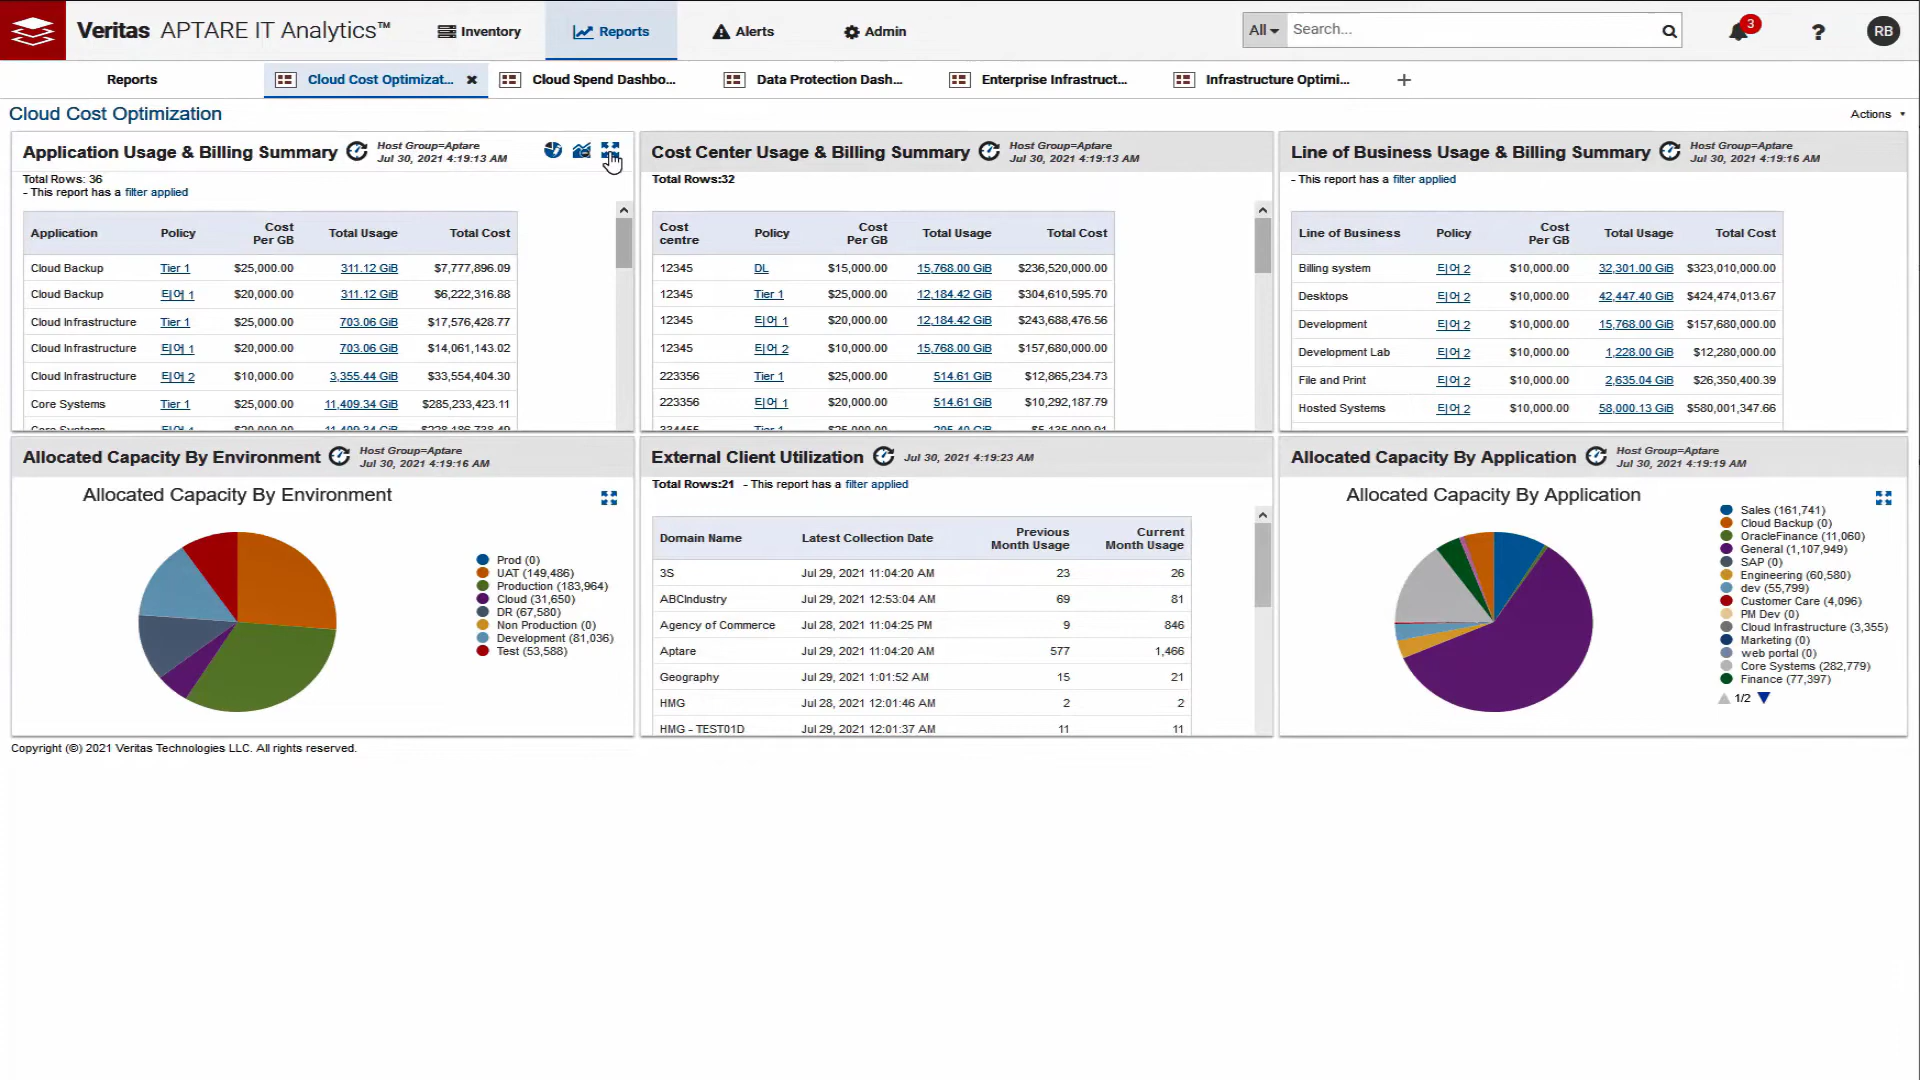 Veritas APTARE IT Analytics™
Inventory
Reports
Alerts
Admin
All
Search...
3
?
RB
Reports
Cloud Cost Optimizat...
Cloud Spend Dashbo...
Data Protection Dash...
Enterprise Infrastruct...
Infrastructure Optimi...
Cloud Cost Optimization
Actions
Application Usage & Billing Summary
Host Group=Aptare
Jul 30, 2021 4:19:13 AM
Total Rows: 36
- This report has a filter applied
Application Policy Cost Per GB Total Usage Total Cost
Cloud Backup Tier 1 $25,000.00 311.12 GiB $7,777,896.09
Cloud Backup 티어 1 $20,000.00 311.12 GiB $6,222,316.88
Cloud Infrastructure Tier 1 $25,000.00 703.06 GiB $17,576,428.77
Cloud Infrastructure 티어 1 $20,000.00 703.06 GiB $14,061,143.02
Cloud Infrastructure 티어 2 $10,000.00 3,355.44 GiB $33,554,404.30
Core Systems Tier 1 $25,000.00 11,409.34 GiB $285,233,423.11
Core Systems 티어 1 $20,000.00 11,409.34 GiB $228,186,738.49
Cost Center Usage & Billing Summary
Host Group=Aptare
Jul 30, 2021 4:19:13 AM
Total Rows:32
Cost centre Policy Cost Per GB Total Usage Total Cost
12345 DL $15,000.00 15,768.00 GiB $236,520,000.00
12345 Tier 1 $25,000.00 12,184.42 GiB $304,610,595.70
12345 티어 1 $20,000.00 12,184.42 GiB $243,688,476.56
12345 티어 2 $10,000.00 15,768.00 GiB $157,680,000.00
223356 Tier 1 $25,000.00 514.61 GiB $12,865,234.73
223356 티어 1 $20,000.00 514.61 GiB $10,292,187.79
334455 Tier 1 $25,000.00 205.40 GiB $5,135,009.91
Line of Business Usage & Billing Summary
Host Group=Aptare
Jul 30, 2021 4:19:16 AM
- This report has a filter applied
Line of Business Policy Cost Per GB Total Usage Total Cost
Billing system 티어 2 $10,000.00 32,301.00 GiB $323,010,000.00
Desktops 티어 2 $10,000.00 42,447.40 GiB $424,474,013.67
Development 티어 2 $10,000.00 15,768.00 GiB $157,680,000.00
Development Lab 티어 2 $10,000.00 1,228.00 GiB $12,280,000.00
File and Print 티어 2 $10,000.00 2,635.04 GiB $26,350,400.39
Hosted Systems 티어 2 $10,000.00 58,000.13 GiB $580,001,347.66
Allocated Capacity By Environment
Host Group=Aptare
Jul 30, 2021 4:19:16 AM
Allocated Capacity By Environment
Prod (0)
UAT (149,486)
Production (183,964)
Cloud (31,650)
DR (67,580)
Non Production (0)
Development (81,036)
Test (53,588)
External Client Utilization
Jul 30, 2021 4:19:23 AM
Total Rows:21 - This report has a filter applied
Domain Name Latest Collection Date Previous Month Usage Current Month Usage
3S Jul 29, 2021 11:04:20 AM 23 26
ABCIndustry Jul 29, 2021 12:53:04 AM 69 81
Agency of Commerce Jul 28, 2021 11:04:25 PM 9 846
Aptare Jul 29, 2021 11:04:20 AM 577 1,466
Geography Jul 29, 2021 1:01:52 AM 15 21
HMG Jul 28, 2021 12:01:46 AM 2 2
HMG - TEST01D Jul 29, 2021 12:01:37 AM 11 11
Allocated Capacity By Application
Host Group=Aptare
Jul 30, 2021 4:19:19 AM
Allocated Capacity By Application
Sales (161,741)
Cloud Backup (0)
OracleFinance (11,060)
General (1,107,949)
SAP (0)
Engineering (60,580)
dev (55,799)
Customer Care (4,096)
PM Dev (0)
Cloud Infrastructure (3,355)
Marketing (0)
web portal (0)
Core Systems (282,779)
Finance (77,397)
1/2
Copyright (©) 2021 Veritas Technologies LLC. All rights reserved.